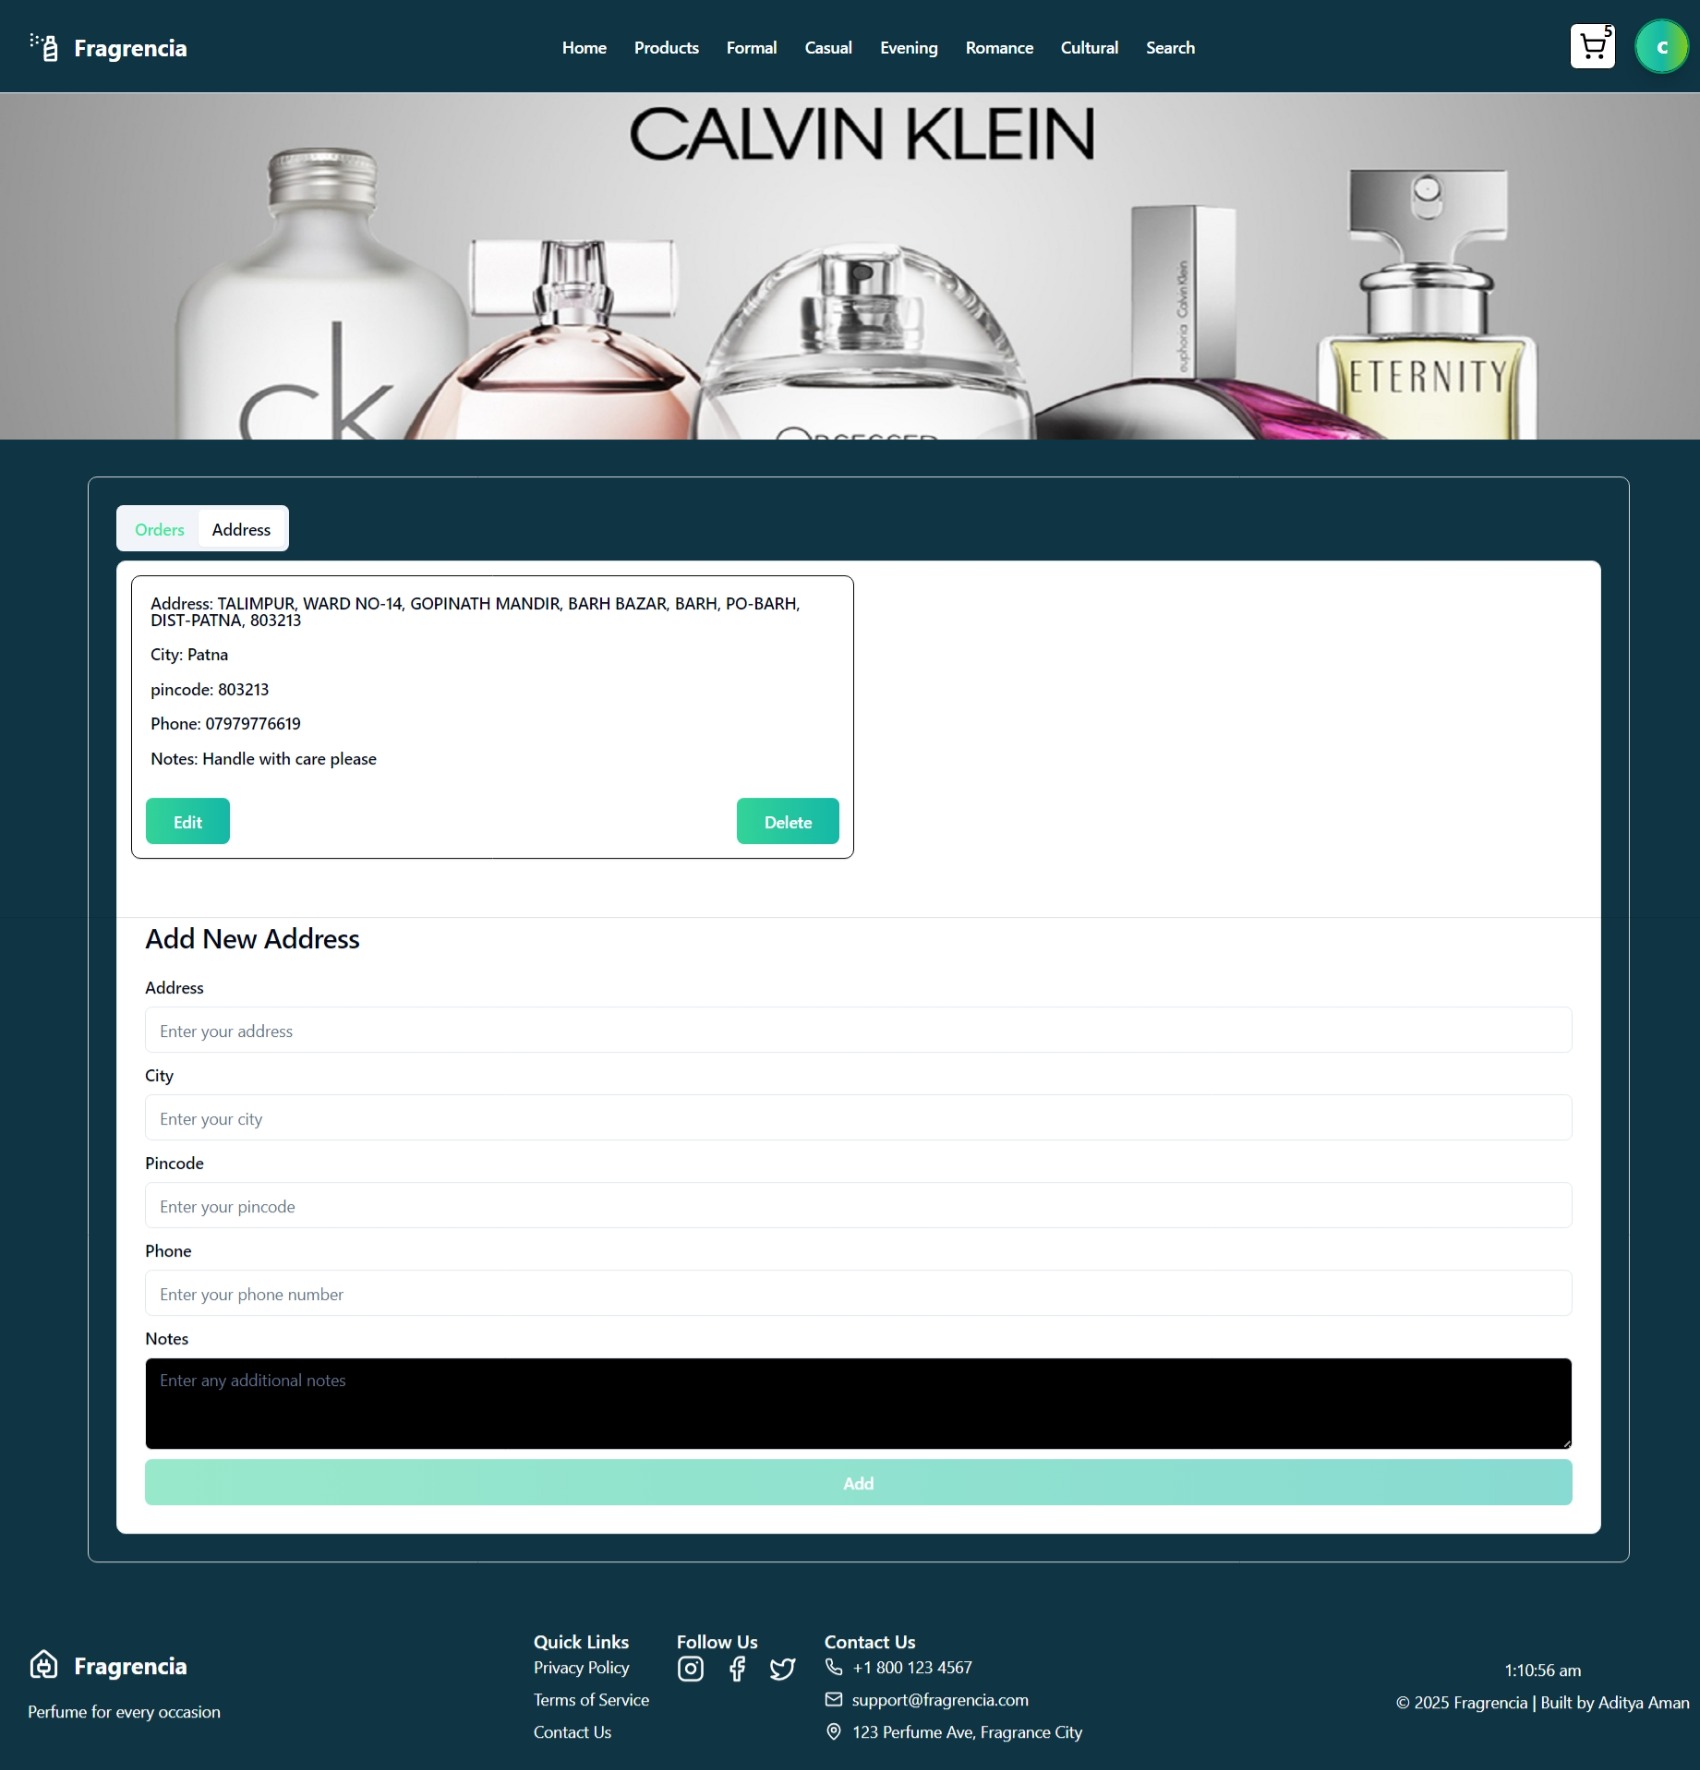 Fragrencia
Home Products Formal Casual Evening Romance Cultural Search
5
C
CALVIN KLEIN
ck
euphoria Calvin Klein
ETERNITY
OBSESSED
Orders Address
Address: TALIMPUR, WARD NO-14, GOPINATH MANDIR, BARH BAZAR, BARH, PO-BARH,
DIST-PATNA, 803213
City: Patna
pincode: 803213
Phone: 07979776619
Notes: Handle with care please
Edit Delete
Add New Address
Address
Enter your address
City
Enter your city
Pincode
Enter your pincode
Phone
Enter your phone number
Notes
Enter any additional notes
Add
Fragrencia
Perfume for every occasion
Quick Links
Privacy Policy
Terms of Service
Contact Us
Follow Us
Contact Us
+1 800 123 4567
support@fragrencia.com
123 Perfume Ave, Fragrance City
1:10:56 am
© 2025 Fragrencia | Built by Aditya Aman